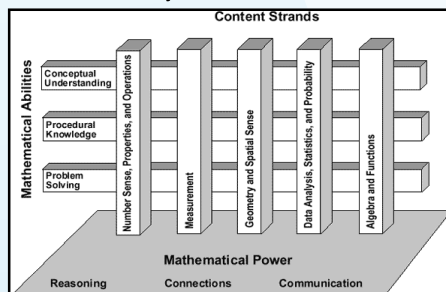 Content Strands
Mathematical Abilities
Conceptual
Understanding
Procedural
Knowledge
Problem
Solving
Number Sense, Properties, and Operations
Measurement
Geometry and Spatial Sense
Data Analysis, Statistics, and Probability
Algebra and Functions
Mathematical Power
Reasoning
Connections
Communication